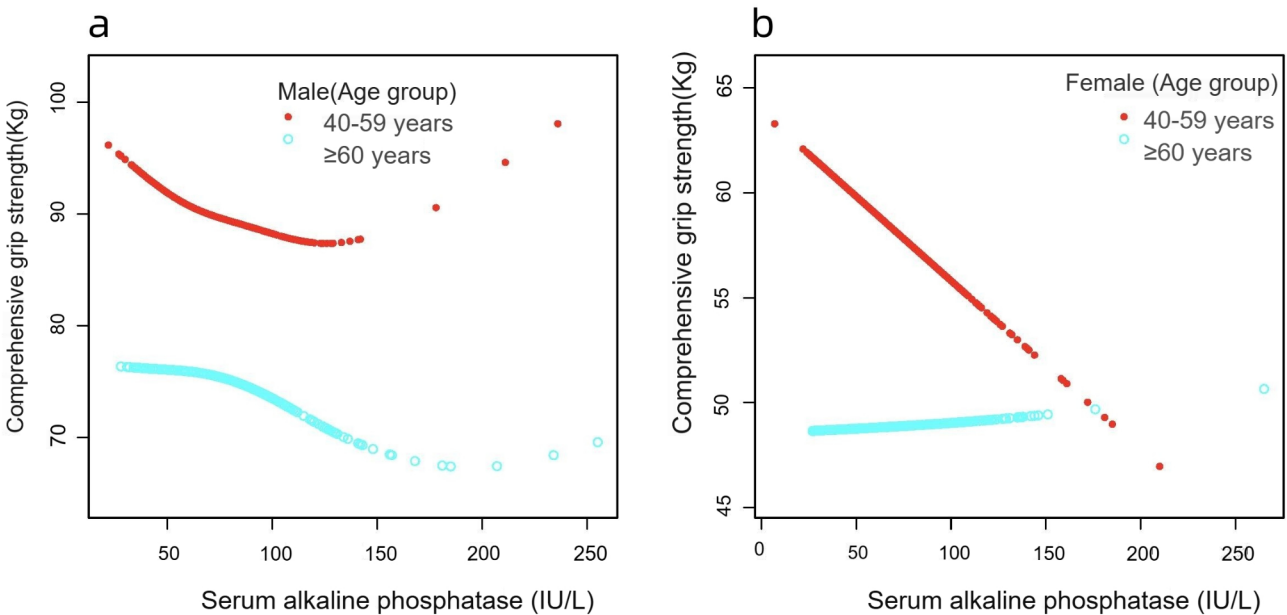 a
Comprehensive grip strength(Kg)
100
90
80
70
Male(Age group)
40-59 years
≥60 years
50
100
150
200
250
Serum alkaline phosphatase (IU/L)
b
Comprehensive grip strength(Kg)
65
60
55
50
45
Female (Age group)
40-59 years
≥60 years
0
50
100
150
200
250
Serum alkaline phosphatase (IU/L)